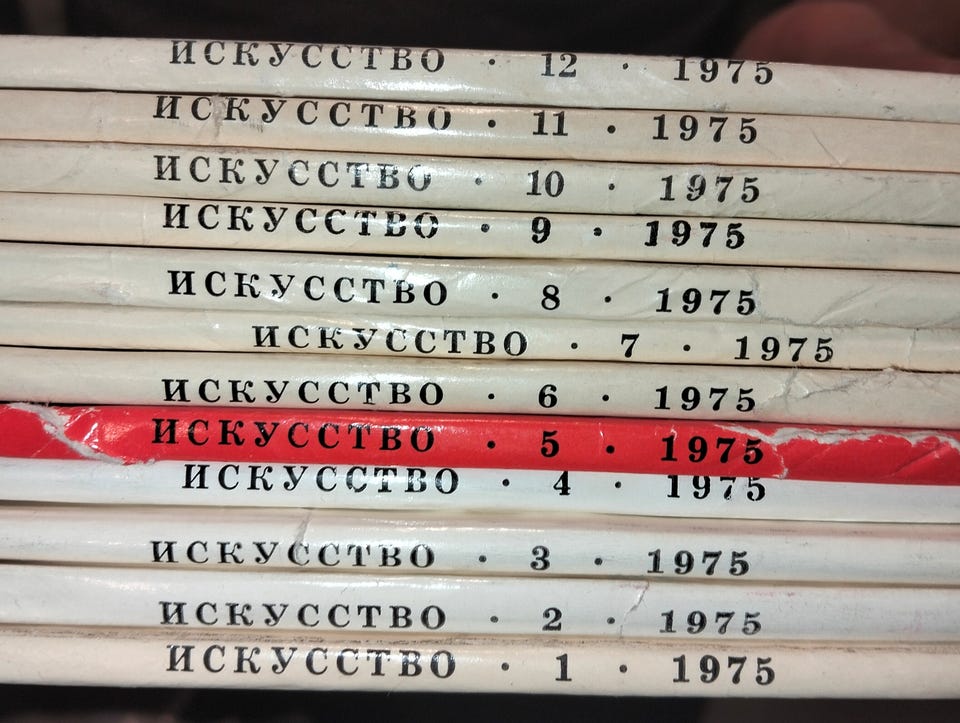 ИСКУССТВО · 12 · 1975
ИСКУССТВО · 11 · 1975
ИСКУССТВО · 10 · 1975
ИСКУССТВО · 9 · 1975
ИСКУССТВО · 8 · 1975
ИСКУССТВО · 7 · 1975
ИСКУССТВО · 6 · 1975
ИСКУССТВО · 5 · 1975
ИСКУССТВО · 4 · 1975
ИСКУССТВО · 3 · 1975
ИСКУССТВО · 2 · 1975
ИСКУССТВО · 1 · 1975